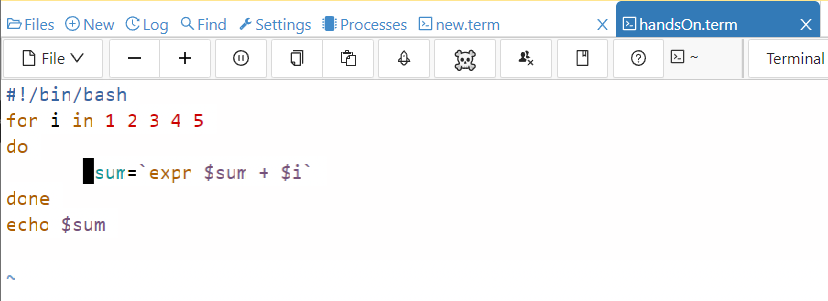 Files New Log Find Settings Processes new.term X handsOn.term X
File Terminal
~
#!/bin/bash
for i in 1 2 3 4 5
do
sum=`expr $sum + $i`
done
echo $sum
~